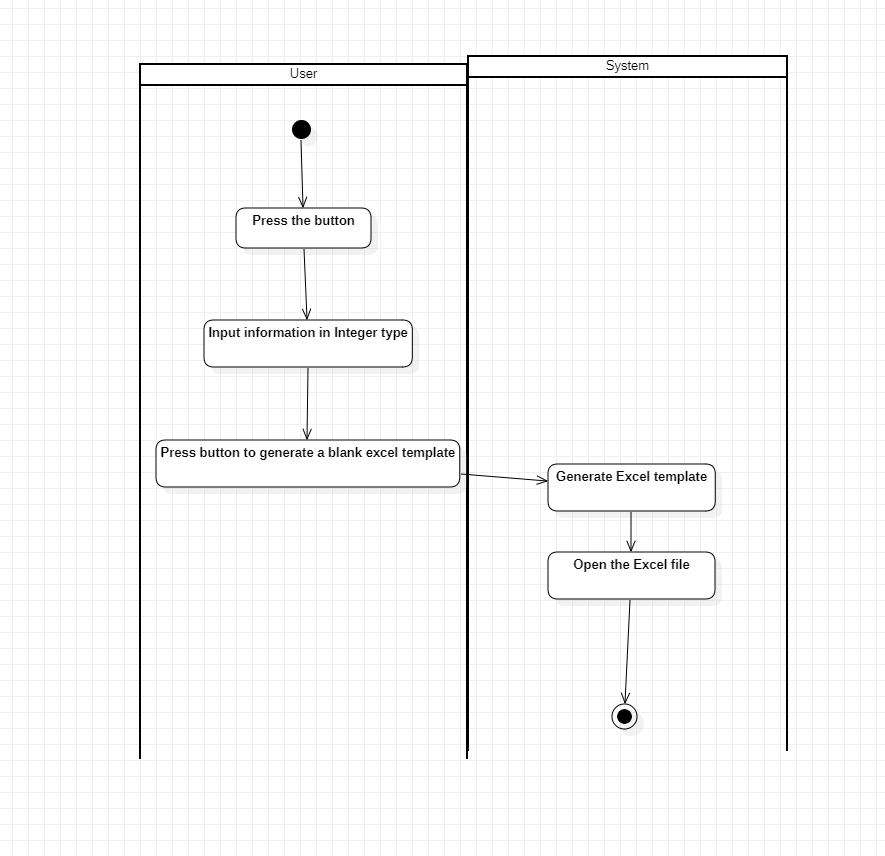 User
System
Press the button
Input information in Integer type
Press button to generate a blank excel template
Generate Excel template
Open the Excel file